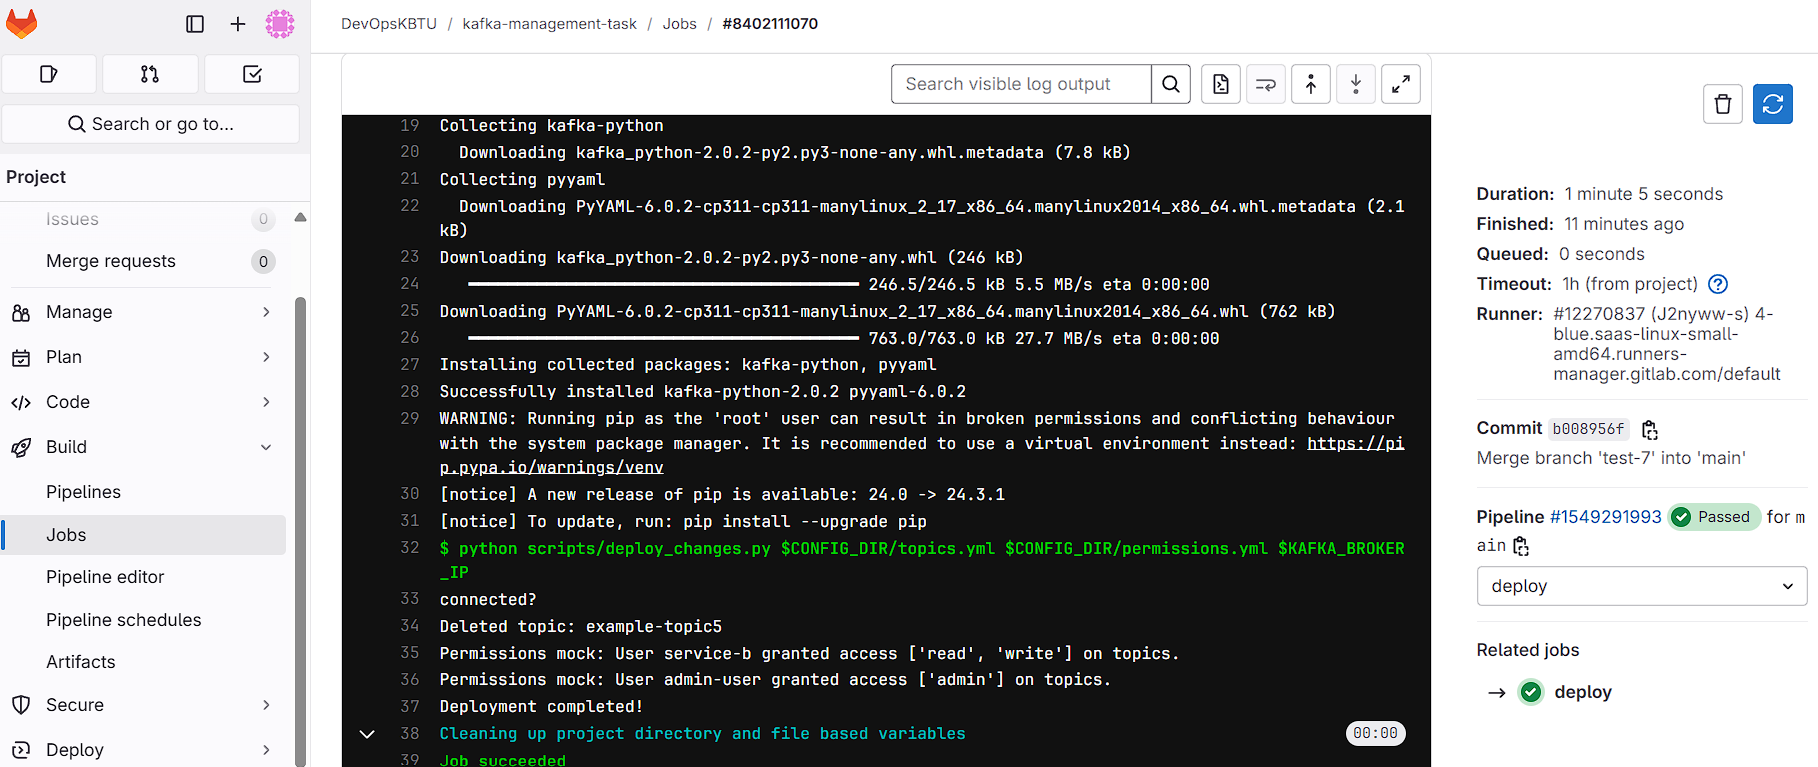 DevOpsKBTU / kafka-management-task / Jobs / #8402111070
Search or go to...
Project
Issues 0
Merge requests 0
Manage
Plan
Code
Build
Pipelines
Jobs
Pipeline editor
Pipeline schedules
Artifacts
Secure
Deploy
Search visible log output
19 Collecting kafka-python
20 Downloading kafka_python-2.0.2-py2.py3-none-any.whl.metadata (7.8 kB)
21 Collecting pyyaml
22 Downloading PyYAML-6.0.2-cp311-cp311-manylinux_2_17_x86_64.manylinux2014_x86_64.whl.metadata (2.1
kB)
23 Downloading kafka_python-2.0.2-py2.py3-none-any.whl (246 kB)
24 ━━━━━━━━━━━━━━━━━━━━━━━━━━━━━━━━━━━━━━━━ 246.5/246.5 kB 5.5 MB/s eta 0:00:00
25 Downloading PyYAML-6.0.2-cp311-cp311-manylinux_2_17_x86_64.manylinux2014_x86_64.whl (762 kB)
26 ━━━━━━━━━━━━━━━━━━━━━━━━━━━━━━━━━━━━━━━━ 763.0/763.0 kB 27.7 MB/s eta 0:00:00
27 Installing collected packages: kafka-python, pyyaml
28 Successfully installed kafka-python-2.0.2 pyyaml-6.0.2
29 WARNING: Running pip as the 'root' user can result in broken permissions and conflicting behaviour
with the system package manager. It is recommended to use a virtual environment instead: https://pi
p.pypa.io/warnings/venv
30 [notice] A new release of pip is available: 24.0 -> 24.3.1
31 [notice] To update, run: pip install --upgrade pip
32 $ python scripts/deploy_changes.py $CONFIG_DIR/topics.yml $CONFIG_DIR/permissions.yml $KAFKA_BROKER
_IP
33 connected?
34 Deleted topic: example-topic5
35 Permissions mock: User service-b granted access ['read', 'write'] on topics.
36 Permissions mock: User admin-user granted access ['admin'] on topics.
37 Deployment completed!
38 Cleaning up project directory and file based variables 00:00
39 Job succeeded
Duration: 1 minute 5 seconds
Finished: 11 minutes ago
Queued: 0 seconds
Timeout: 1h (from project)
Runner: #12270837 (J2nyww-s) 4-
blue.saas-linux-small-
amd64.runners-
manager.gitlab.com/default
Commit b008956f
Merge branch 'test-7' into 'main'
Pipeline #1549291993 Passed for m
ain
deploy
Related jobs
→ deploy